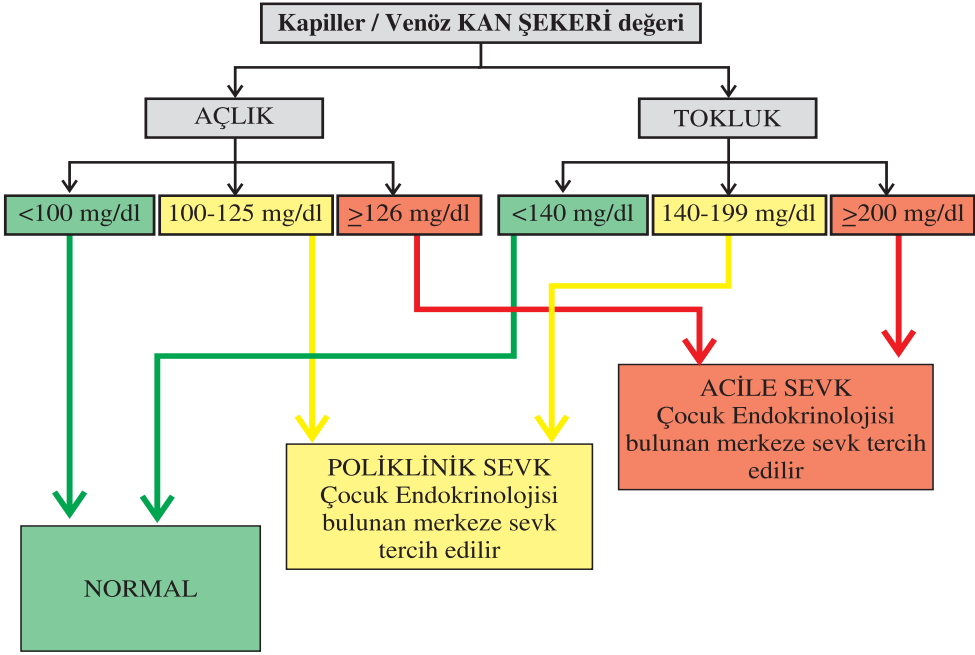 Kapiller / Venöz KAN ŞEKERİ değeri
AÇLIK
TOKLUK
<100 mg/dl
100-125 mg/dl
≥126 mg/dl
<140 mg/dl
140-199 mg/dl
≥200 mg/dl
ACİLE SEVK
Çocuk Endokrinolojisi
bulunan merkeze sevk tercih
edilir
POLİKLİNİK SEVK
Çocuk Endokrinolojisi
bulunan merkeze sevk
tercih edilir
NORMAL